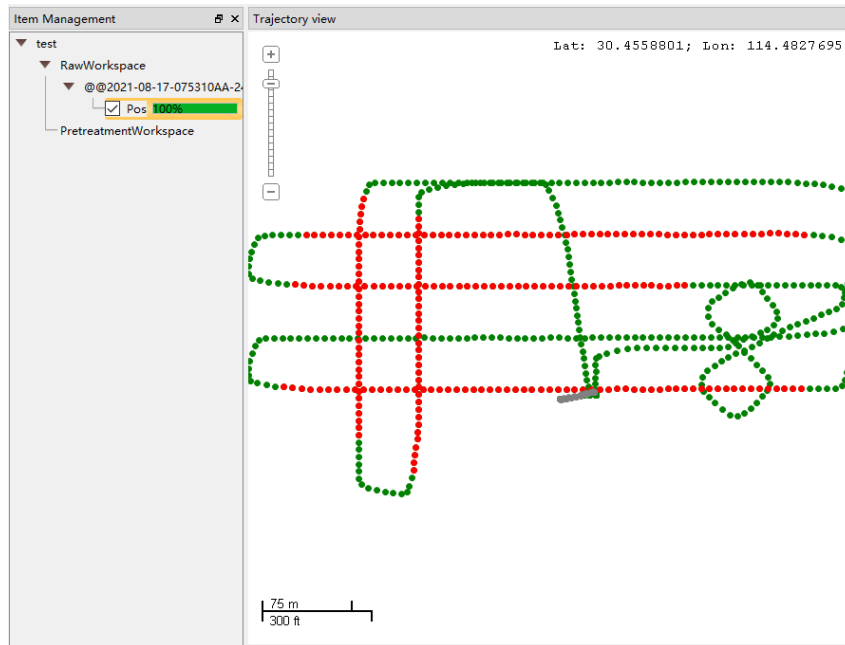 Item Management
Trajectory view
test
RawWorkspace
@@2021-08-17-075310AA-24
Pos 100%
PretreatmentWorkspace
Lat: 30.4558801; Lon: 114.4827695
75 m
300 ft